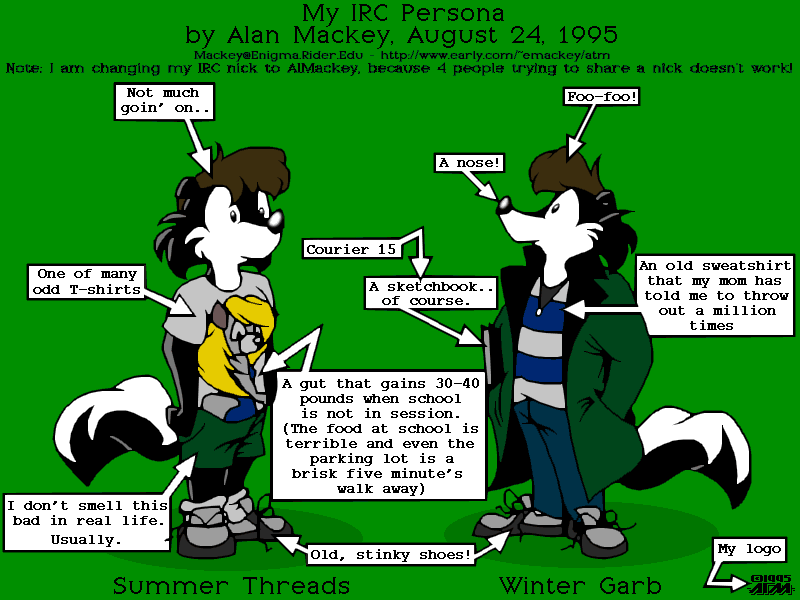 My IRC Persona
by Alan Mackey, August 24, 1995
Mackey@Enigma.Rider.Edu - http://www.early.com/~emackey/atm
Note: I am changing my IRC nick to AlMackey, because 4 people trying to share a nick doesn't work!
Not much
goin' on..
Foo-foo!
A nose!
Courier 15
One of many
odd T-shirts
A sketchbook..
of course.
An old sweatshirt
that my mom has
told me to throw
out a million
times
A gut that gains 30-40
pounds when school
is not in session.
(The food at school is
terrible and even the
parking lot is a
brisk five minute's
walk away)
I don't smell this
bad in real life.
Usually.
Old, stinky shoes!
My logo
©1995
ATM
Summer Threads
Winter Garb